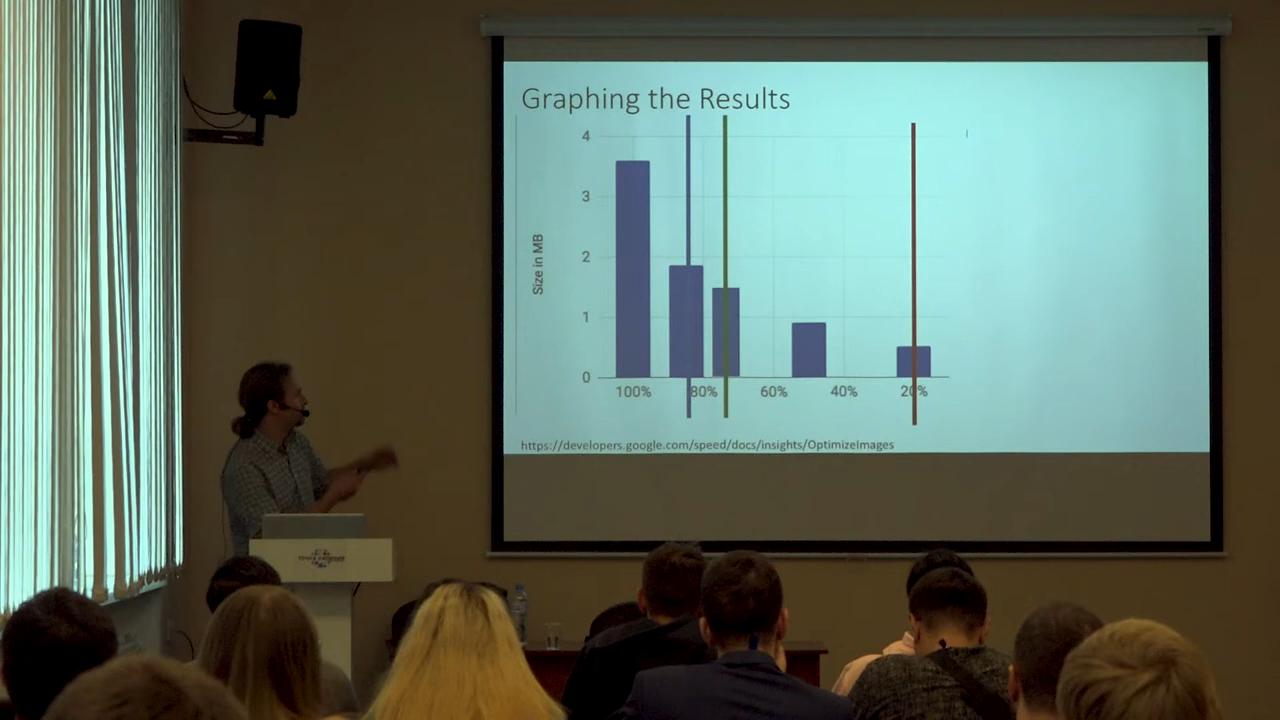 Graphing the Results
4
3
2
1
0
Size in MB
100% 80% 60% 40% 20%
https://developers.google.com/speed/docs/insights/OptimizeImages